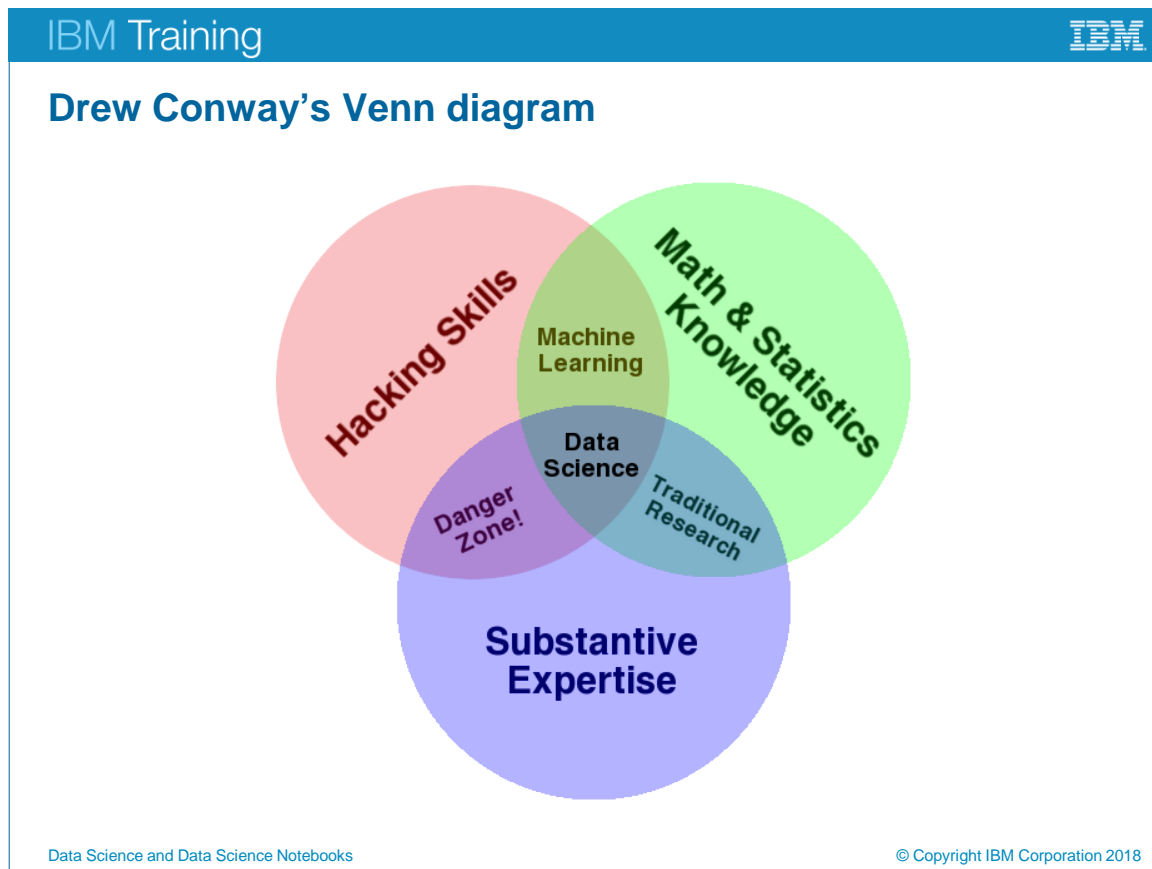 IBM Training
IBM
Drew Conway's Venn diagram
Hacking Skills
Math & Statistics
Knowledge
Machine
Learning
Data
Science
Danger
Zone!
Traditional
Research
Substantive
Expertise
Data Science and Data Science Notebooks
© Copyright IBM Corporation 2018